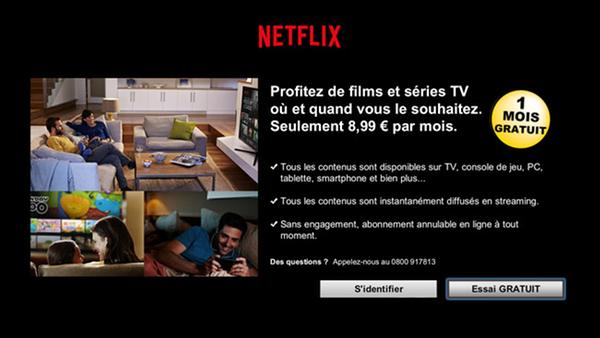 NETFLIX
Profitez de films et séries TV
où et quand vous le souhaitez.
Seulement 8,99 € par mois.
1
MOIS
GRATUIT
Tous les contenus sont disponibles sur TV, console de jeu, PC,
tablette, smartphone et bien plus...
Tous les contenus sont instantanément diffusés en streaming.
Sans engagement, abonnement annulable en ligne à tout
moment.
Des questions ? Appelez-nous au 0800 917813
S'identifier
Essai GRATUIT